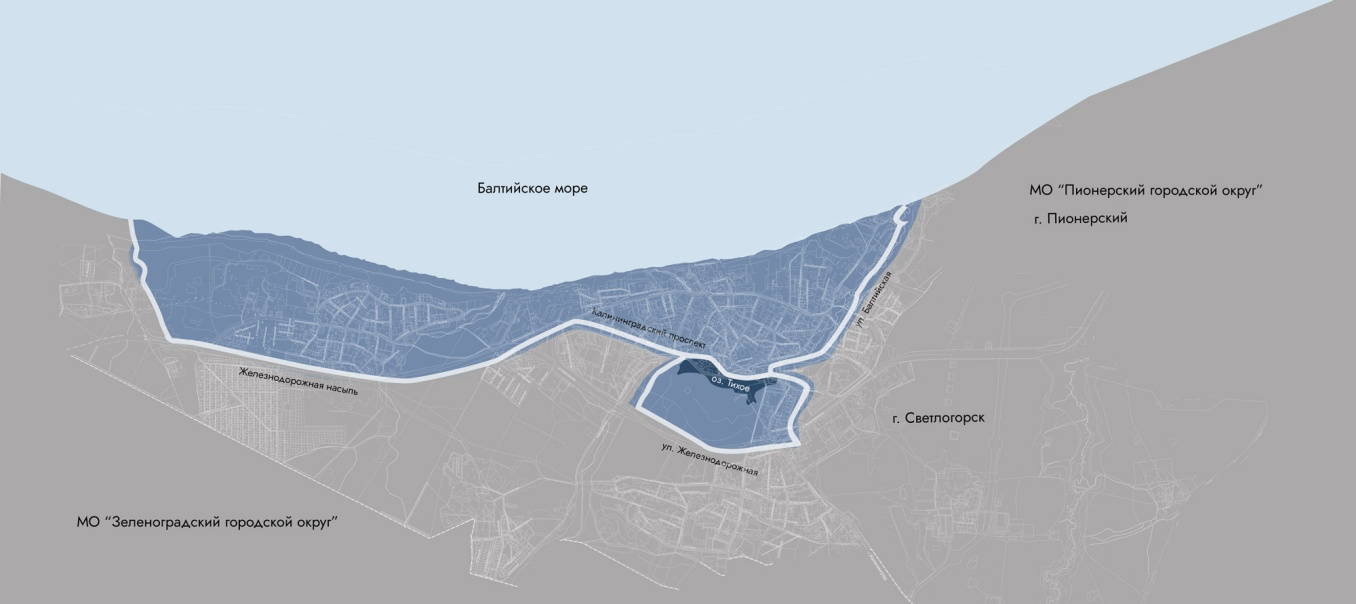 Балтийское море
МО “Пионерский городской округ”
г. Пионерский
ул. Балтийская
Калининградский проспект
Железнодорожная насыпь
оз. Тихое
г. Светлогорск
ул. Железнодорожная
МО “Зеленоградский городской округ”